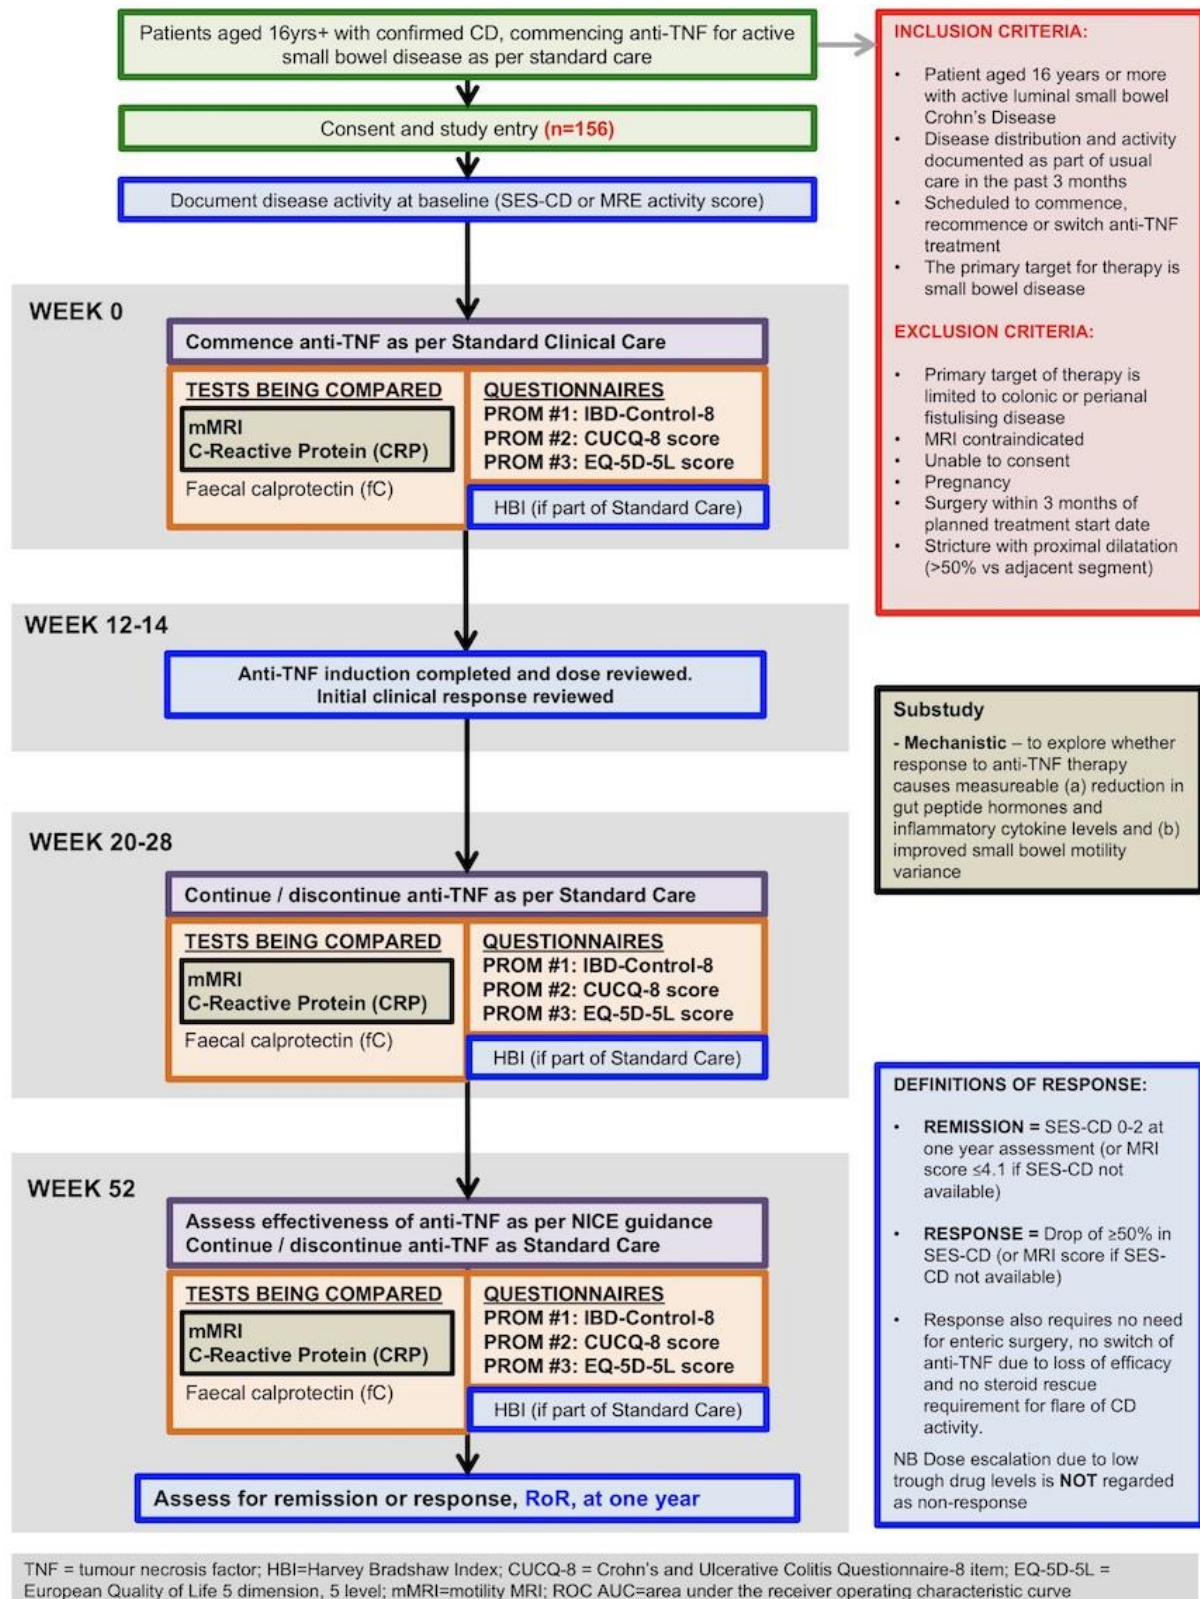 Patients aged 16yrs+ with confirmed CD, commencing anti-TNF for active
small bowel disease as per standard care
Consent and study entry (n=156)
Document disease activity at baseline (SES-CD or MRE activity score)
WEEK 0
Commence anti-TNF as per Standard Clinical Care
TESTS BEING COMPARED
mMRI
C-Reactive Protein (CRP)
Faecal calprotectin (fC)
QUESTIONNAIRES
PROM #1: IBD-Control-8
PROM #2: CUCQ-8 score
PROM #3: EQ-5D-5L score
HBI (if part of Standard Care)
WEEK 12-14
Anti-TNF induction completed and dose reviewed.
Initial clinical response reviewed
WEEK 20-28
Continue / discontinue anti-TNF as per Standard Care
TESTS BEING COMPARED
mMRI
C-Reactive Protein (CRP)
Faecal calprotectin (fC)
QUESTIONNAIRES
PROM #1: IBD-Control-8
PROM #2: CUCQ-8 score
PROM #3: EQ-5D-5L score
HBI (if part of Standard Care)
WEEK 52
Assess effectiveness of anti-TNF as per NICE guidance
Continue / discontinue anti-TNF as Standard Care
TESTS BEING COMPARED
mMRI
C-Reactive Protein (CRP)
Faecal calprotectin (fC)
QUESTIONNAIRES
PROM #1: IBD-Control-8
PROM #2: CUCQ-8 score
PROM #3: EQ-5D-5L score
HBI (if part of Standard Care)
Assess for remission or response, RoR, at one year
INCLUSION CRITERIA:
• Patient aged 16 years or more
with active luminal small bowel
Crohn's Disease
• Disease distribution and activity
documented as part of usual
care in the past 3 months
• Scheduled to commence,
recommence or switch anti-TNF
treatment
• The primary target for therapy is
small bowel disease
EXCLUSION CRITERIA:
• Primary target of therapy is
limited to colonic or perianal
fistulising disease
• MRI contraindicated
• Unable to consent
• Pregnancy
• Surgery within 3 months of
planned treatment start date
• Stricture with proximal dilatation
(>50% vs adjacent segment)
Substudy
- Mechanistic – to explore whether
response to anti-TNF therapy
causes measureable (a) reduction in
gut peptide hormones and
inflammatory cytokine levels and (b)
improved small bowel motility
variance
DEFINITIONS OF RESPONSE:
• REMISSION = SES-CD 0-2 at
one year assessment (or MRI
score ≤4.1 if SES-CD not
available)
• RESPONSE = Drop of ≥50% in
SES-CD (or MRI score if SES-
CD not available)
• Response also requires no need
for enteric surgery, no switch of
anti-TNF due to loss of efficacy
and no steroid rescue
requirement for flare of CD
activity.
NB Dose escalation due to low
trough drug levels is NOT regarded
as non-response
TNF = tumour necrosis factor; HBI=Harvey Bradshaw Index; CUCQ-8 = Crohn's and Ulcerative Colitis Questionnaire-8 item; EQ-5D-5L =
European Quality of Life 5 dimension, 5 level; mMRI=motility MRI; ROC AUC=area under the receiver operating characteristic curve